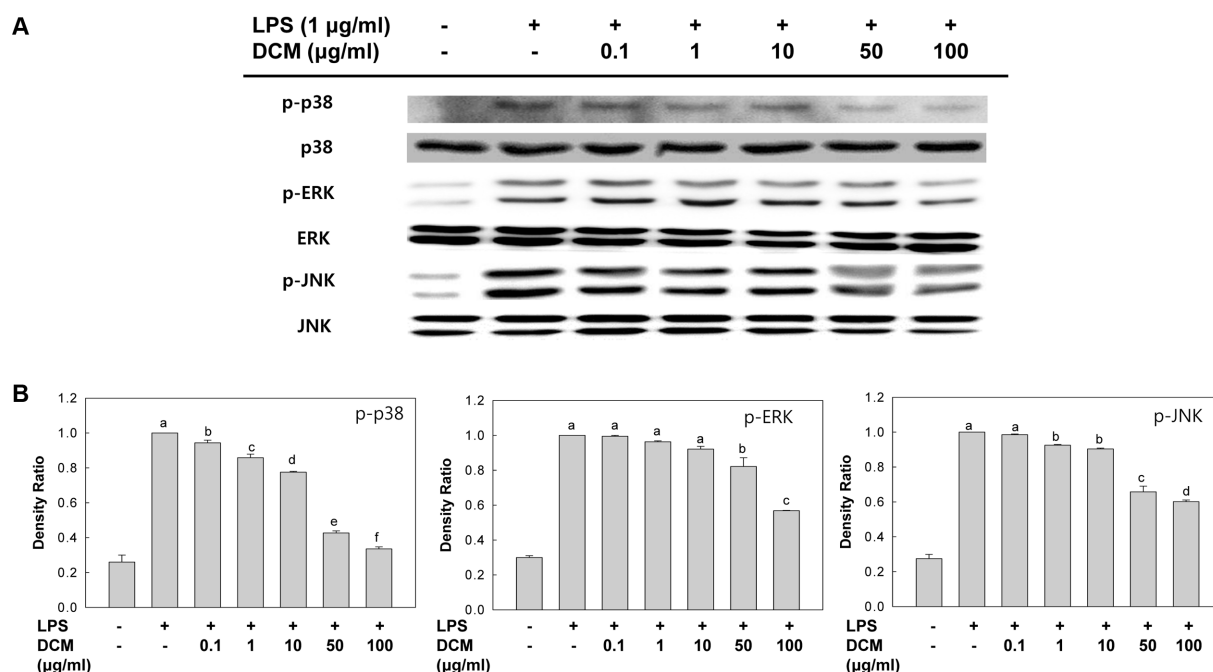 A
LPS (1 μg/ml) - + + + + + +
DCM (μg/ml) - - 0.1 1 10 50 100
p-p38
p38
p-ERK
ERK
p-JNK
JNK
B
1.2
1.0
0.8
0.6
0.4
0.2
0.0
Density Ratio
p-p38
a b c d e f
LPS - + + + + + +
DCM - - 0.1 1 10 50 100
(μg/ml)
1.2
1.0
0.8
0.6
0.4
0.2
0.0
Density Ratio
p-ERK
a a a a b c
LPS - + + + + + +
DCM - - 0.1 1 10 50 100
(μg/ml)
1.2
1.0
0.8
0.6
0.4
0.2
0.0
Density Ratio
p-JNK
a a b b c d
LPS - + + + + + +
DCM - - 0.1 1 10 50 100
(μg/ml)